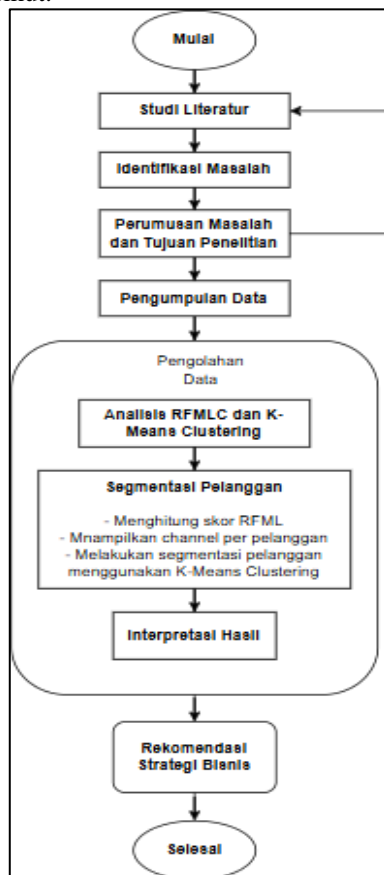 Mulai
Studi Literatur
Identifikasi Masalah
Perumusan Masalah
dan Tujuan Penelitian
Pengumpulan Data
Pengolahan
Data
Analisis RFMLC dan K-
Means Clustering
Segmentasi Pelanggan
- Menghitung skor RFML
- Mnampilkan channel per pelanggan
- Melakukan segmentasi pelanggan
menggunakan K-Means Clustering
Interpretasi Hasil
Rekomendasi
Strategi Bisnis
Selesai